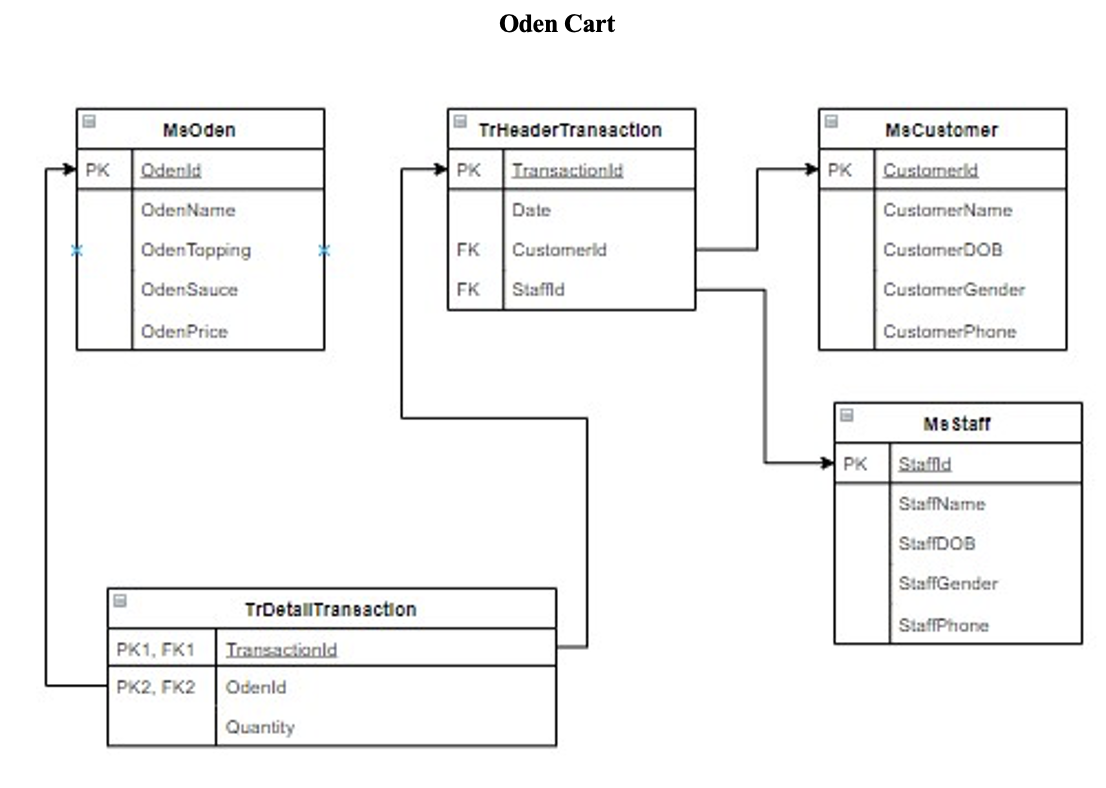 Oden Cart
MsOden
PK OdenId
OdenName
OdenTopping
OdenSauce
OdenPrice
TrHeaderTransaction
PK TransactionId
Date
FK CustomerId
FK StaffId
MsCustomer
PK CustomerId
CustomerName
CustomerDOB
CustomerGender
CustomerPhone
MsStaff
PK StaffId
StaffName
StaffDOB
StaffGender
StaffPhone
TrDetailTransaction
PK1, FK1 TransactionId
PK2, FK2 OdenId
Quantity